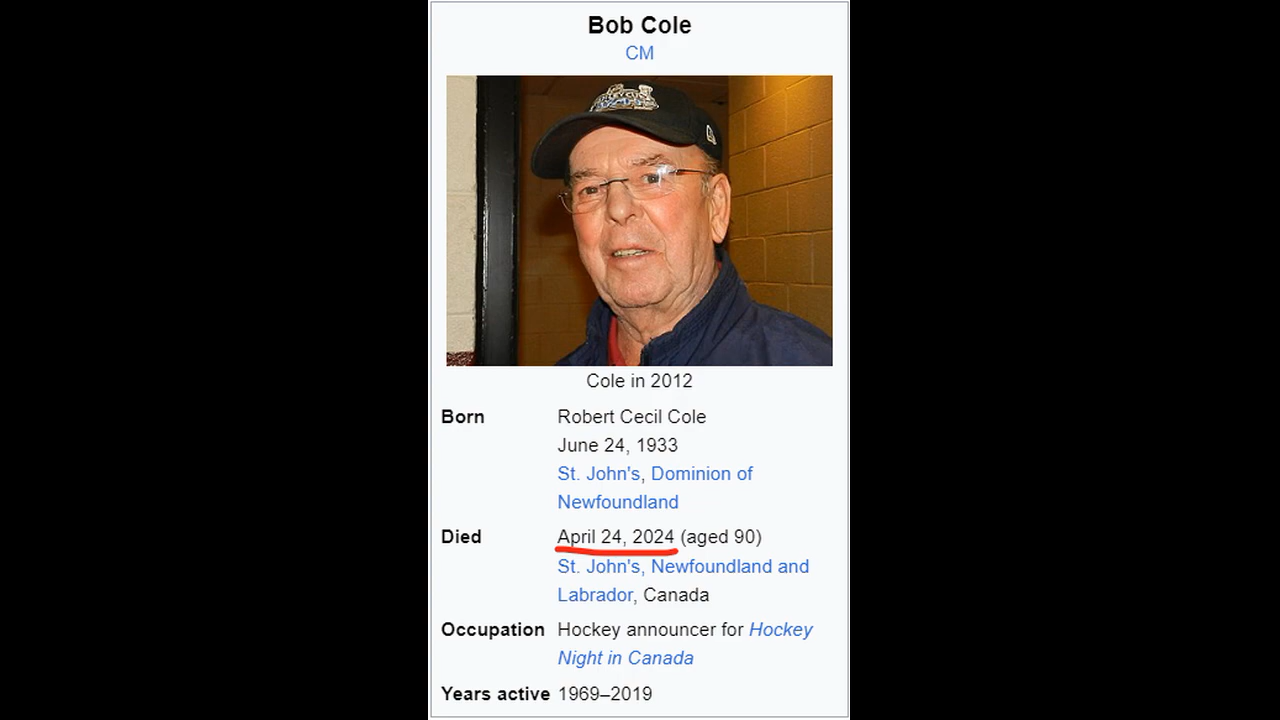 Bob Cole
CM
Cole in 2012
Born Robert Cecil Cole
June 24, 1933
St. John's, Dominion of
Newfoundland
Died April 24, 2024 (aged 90)
St. John's, Newfoundland and
Labrador, Canada
Occupation Hockey announcer for Hockey
Night in Canada
Years active 1969–2019